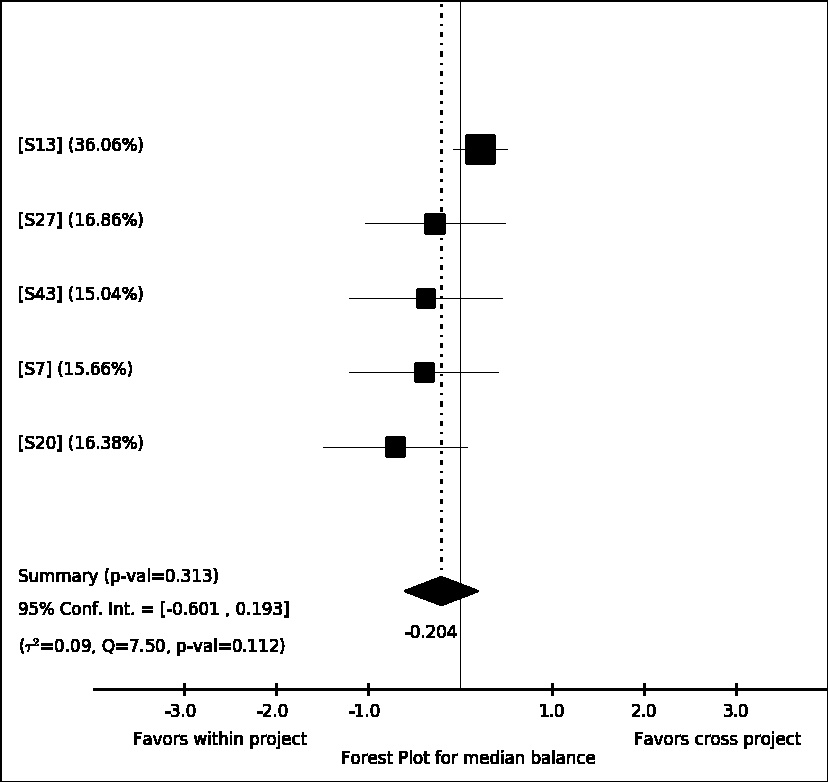 [S13] (36.06%)
[S27] (16.86%)
[S43] (15.04%)
[S7] (15.66%)
[S20] (16.38%)
Summary (p-val=0.313)
95% Conf. Int. = [-0.601 , 0.193]
-0.204
(τ²=0.09, Q=7.50, p-val=0.112)
-3.0 -2.0 -1.0 1.0 2.0 3.0
Favors within project Favors cross project
Forest Plot for median balance